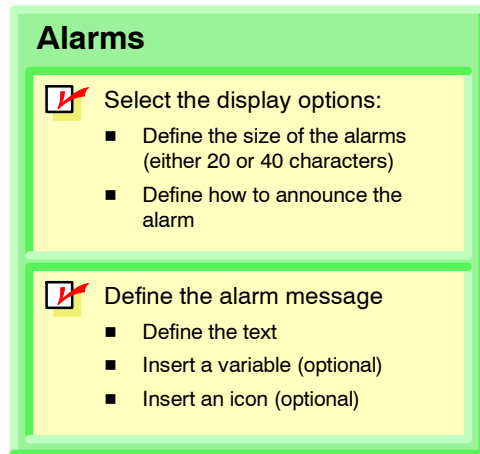 Alarms
Select the display options:
■ Define the size of the alarms
(either 20 or 40 characters)
■ Define how to announce the
alarm
Define the alarm message
■ Define the text
■ Insert a variable (optional)
■ Insert an icon (optional)